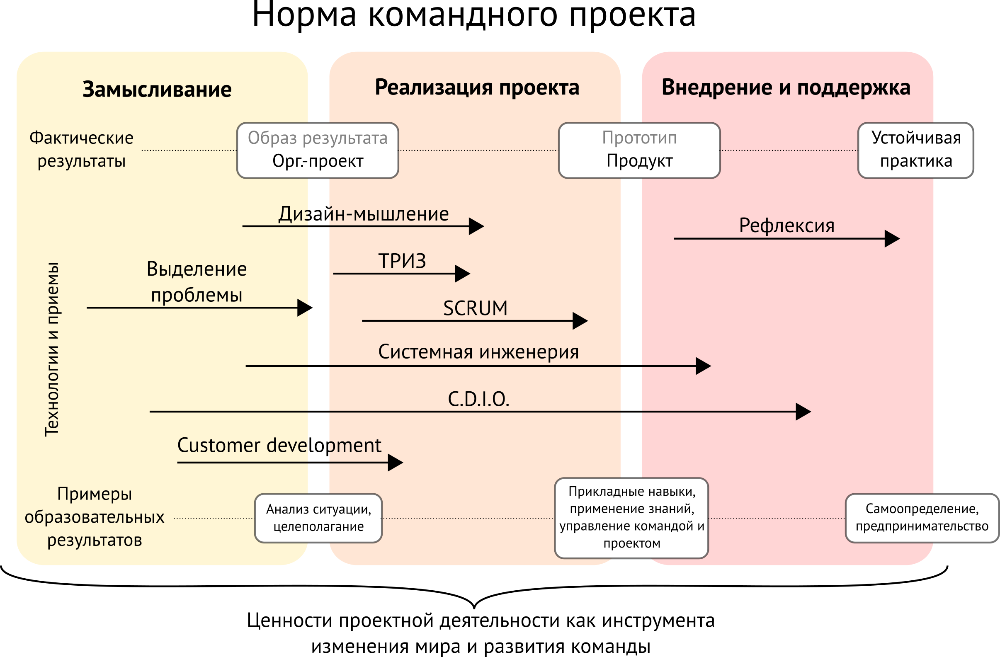 Норма командного проекта
Замысливание
Реализация проекта
Внедрение и поддержка
Фактические
результаты
Образ результата
Орг.-проект
Прототип
Продукт
Устойчивая
практика
Технологии и приемы
Дизайн-мышление
Рефлексия
ТРИЗ
Выделение
проблемы
SCRUM
Системная инженерия
C.D.I.O.
Customer development
Примеры
образовательных
результатов
Анализ ситуации,
целеполагание
Прикладные навыки,
применение знаний,
управление командой и
проектом
Самоопределение,
предпринимательство
Ценности проектной деятельности как инструмента
изменения мира и развития команды